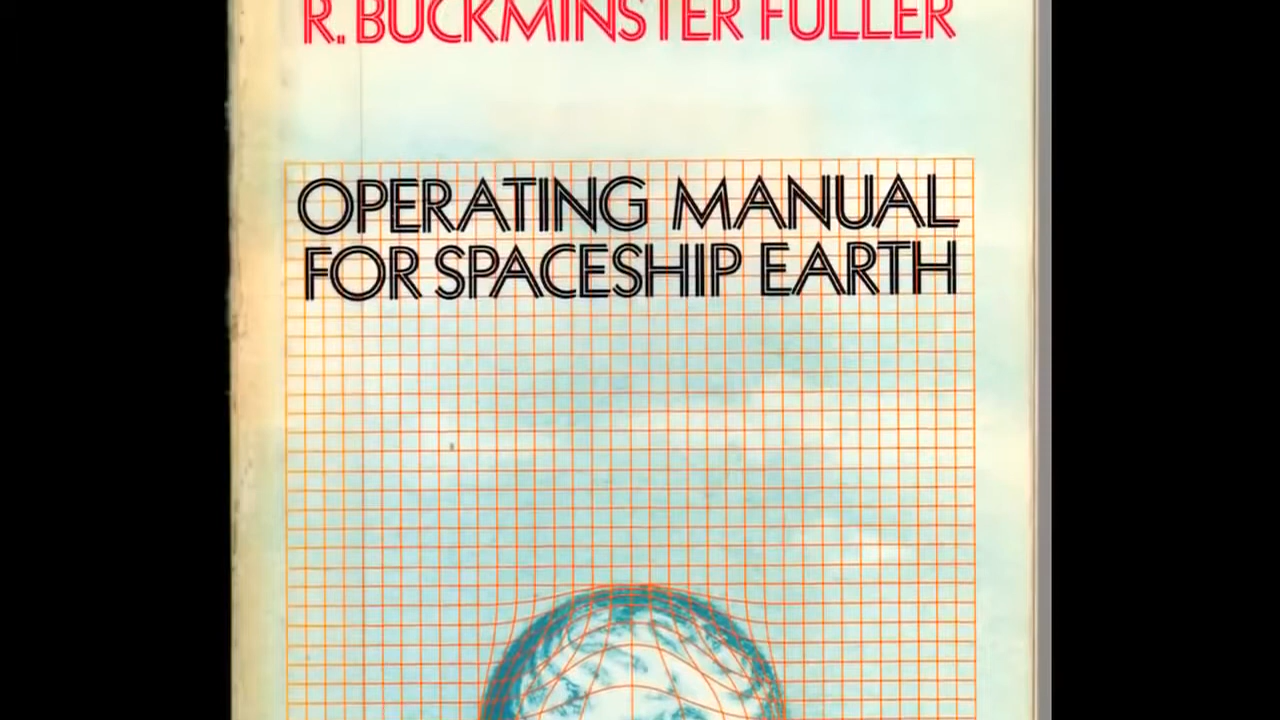 R. BUCKMINSTER FULLER
OPERATING MANUAL
FOR SPACESHIP EARTH